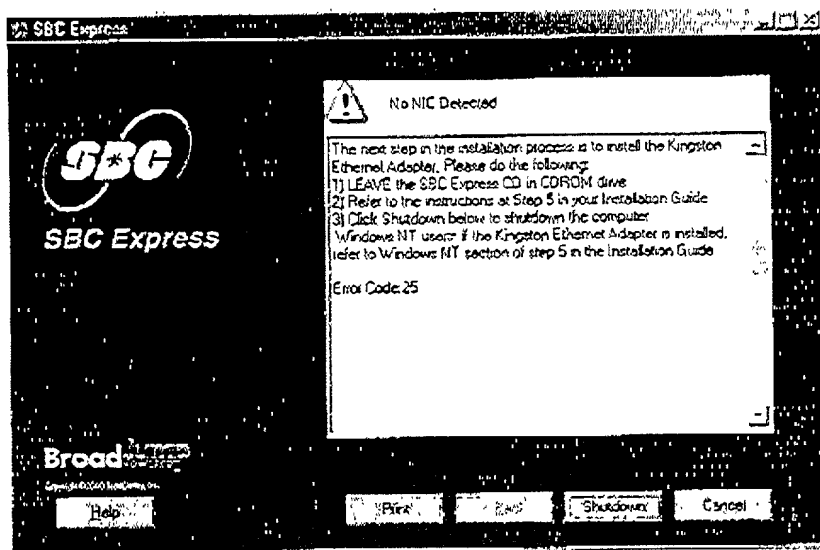 SBC Express
No NIC Detected
The next step in the installation process is to install the Kingston
Ethernet Adapter. Please do the following:
1) LEAVE the SBC Express CD in CDROM drive
2) Refer to the instructions at Step 5 in your Installation Guide
3) Click Shutdown below to shutdown the computer
Windows NT users if the Kingston Ethernet Adapter is installed,
refer to Windows NT section of step 5 in the Installation Guide
Error Code: 25
SBC
SBC Express
Broad
Help
Print
Shutdown
Cancel